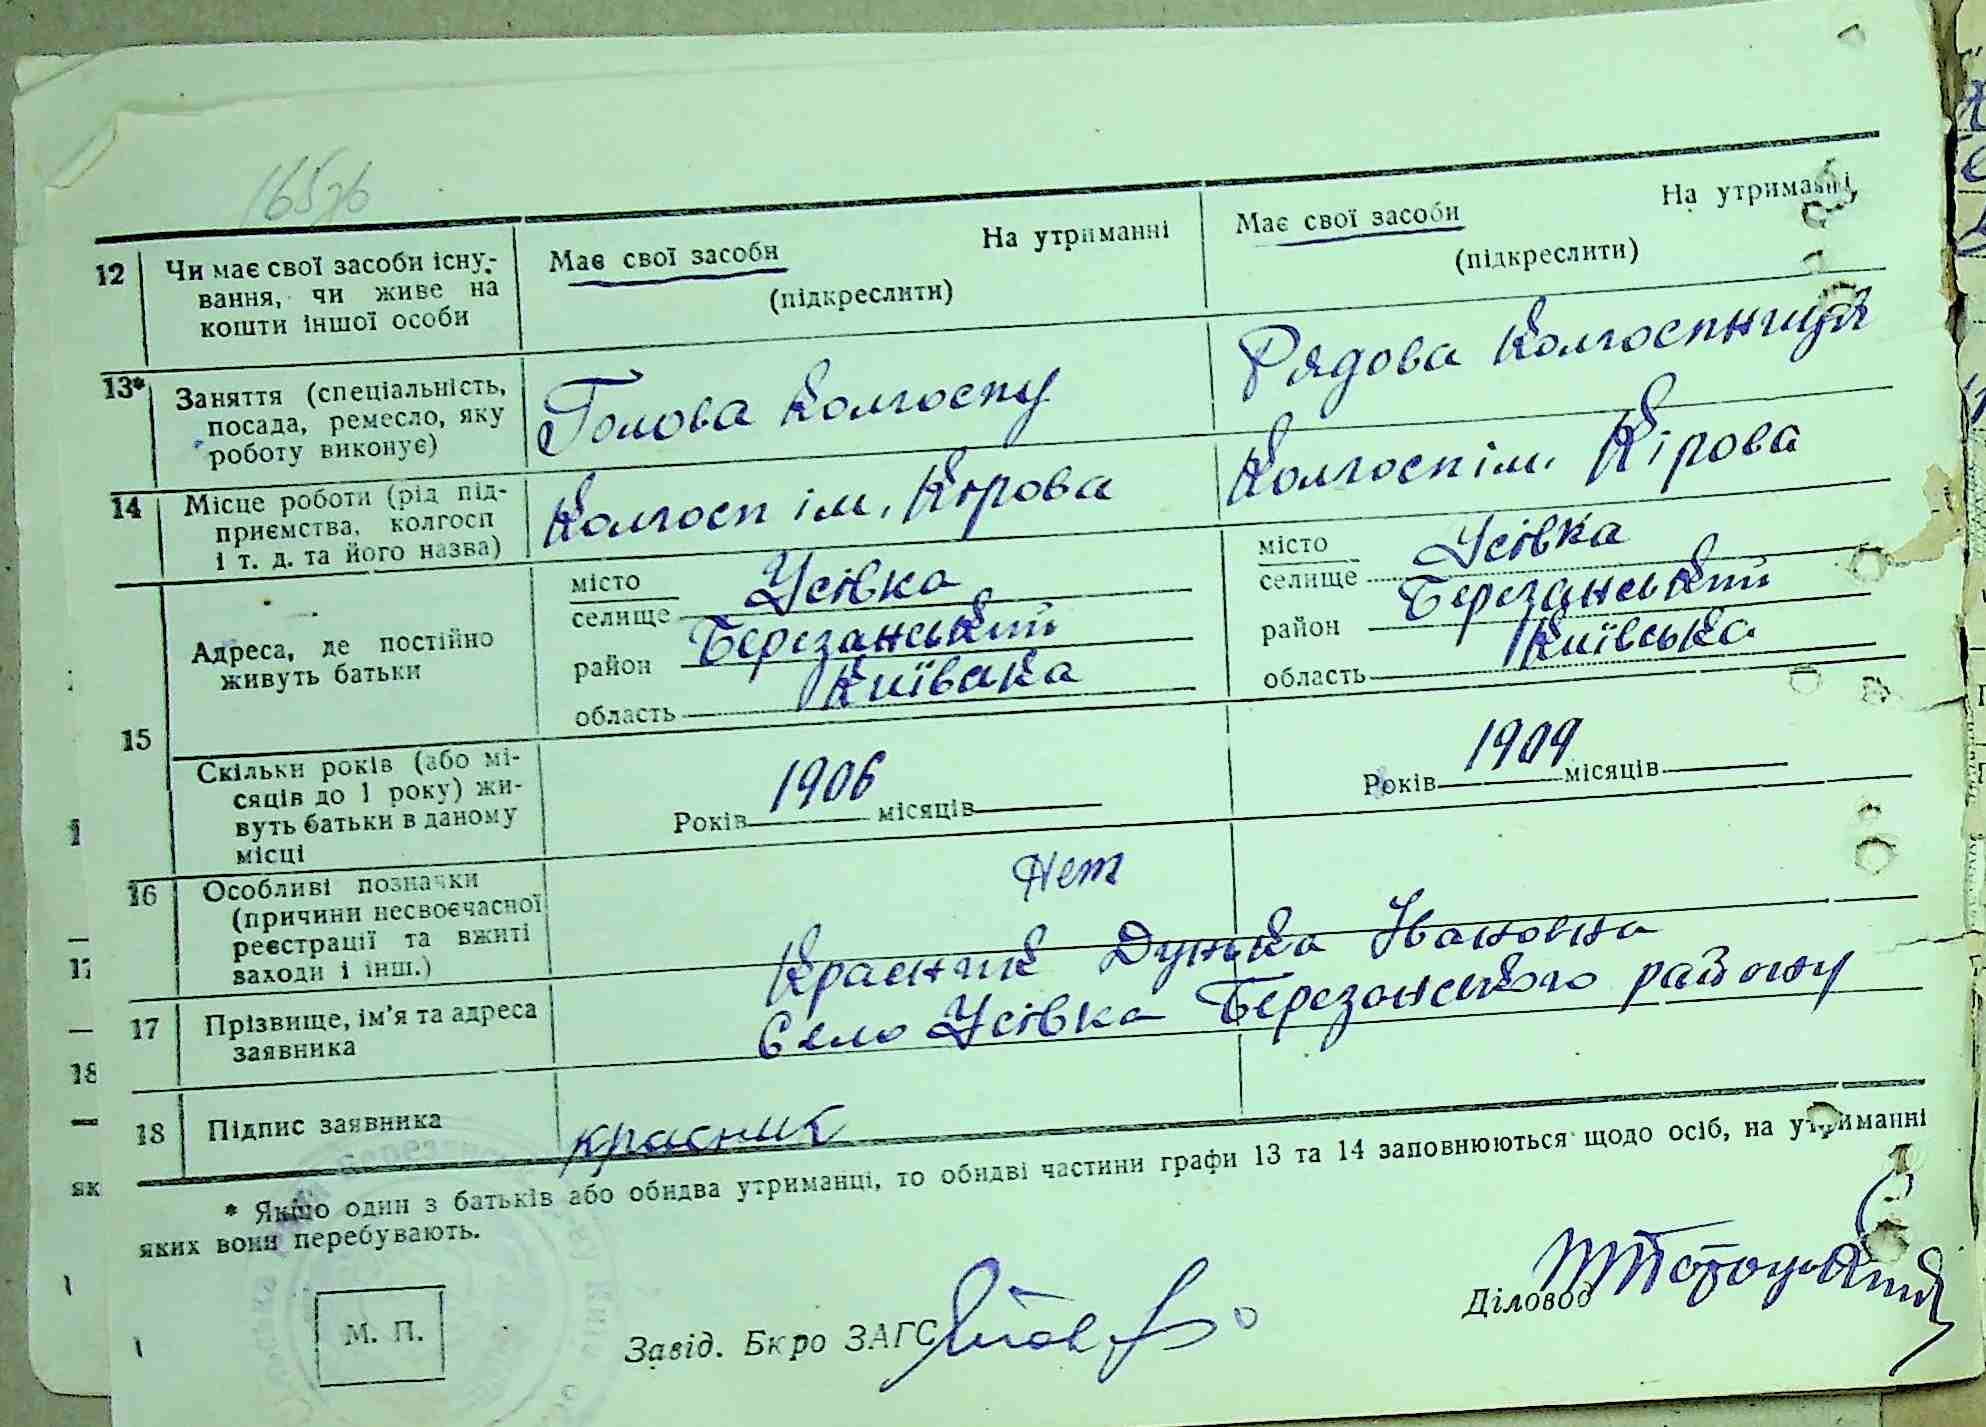 12 Чи має свої засоби існу- Має свої засоби На утриманні Має свої засоби На утриманні
вання, чи живе на (підкреслити) (підкреслити)
кошти іншої особи
13* Заняття (спеціальність, Голова колгоспу Рядова колгоспниця
посада, ремесло, яку
роботу виконує)
14 Місце роботи (рід під- Колгосп ім. Кірова Колгосп ім. Кірова
приємства, колгосп
і т. д. та його назва)
15 Адреса, де постійно
живуть батьки
місто Усівка місто Усівка
селище селище
район Березанський район Березанський
область Київська область Київська
Скільки років (або мі-
сяців до 1 року) жи-
вуть батьки в даному
місці
Років 1906 місяців Років 1909 місяців
16 Особливі позначки Нет
(причини несвоєчасної
реєстрації та вжиті
заходи і інш.)
17 Прізвище, ім'я та адреса Красник Дунька Івановна
заявника Село Усівка Березанського району
18 Підпис заявника красник
* Якщо один з батьків або обидва утриманці, то обидві частини графи 13 та 14 заповнюються щодо осіб, на утриманні
яких вони перебувають.
М. П.
Завід. Бюро ЗАГС
Діловод